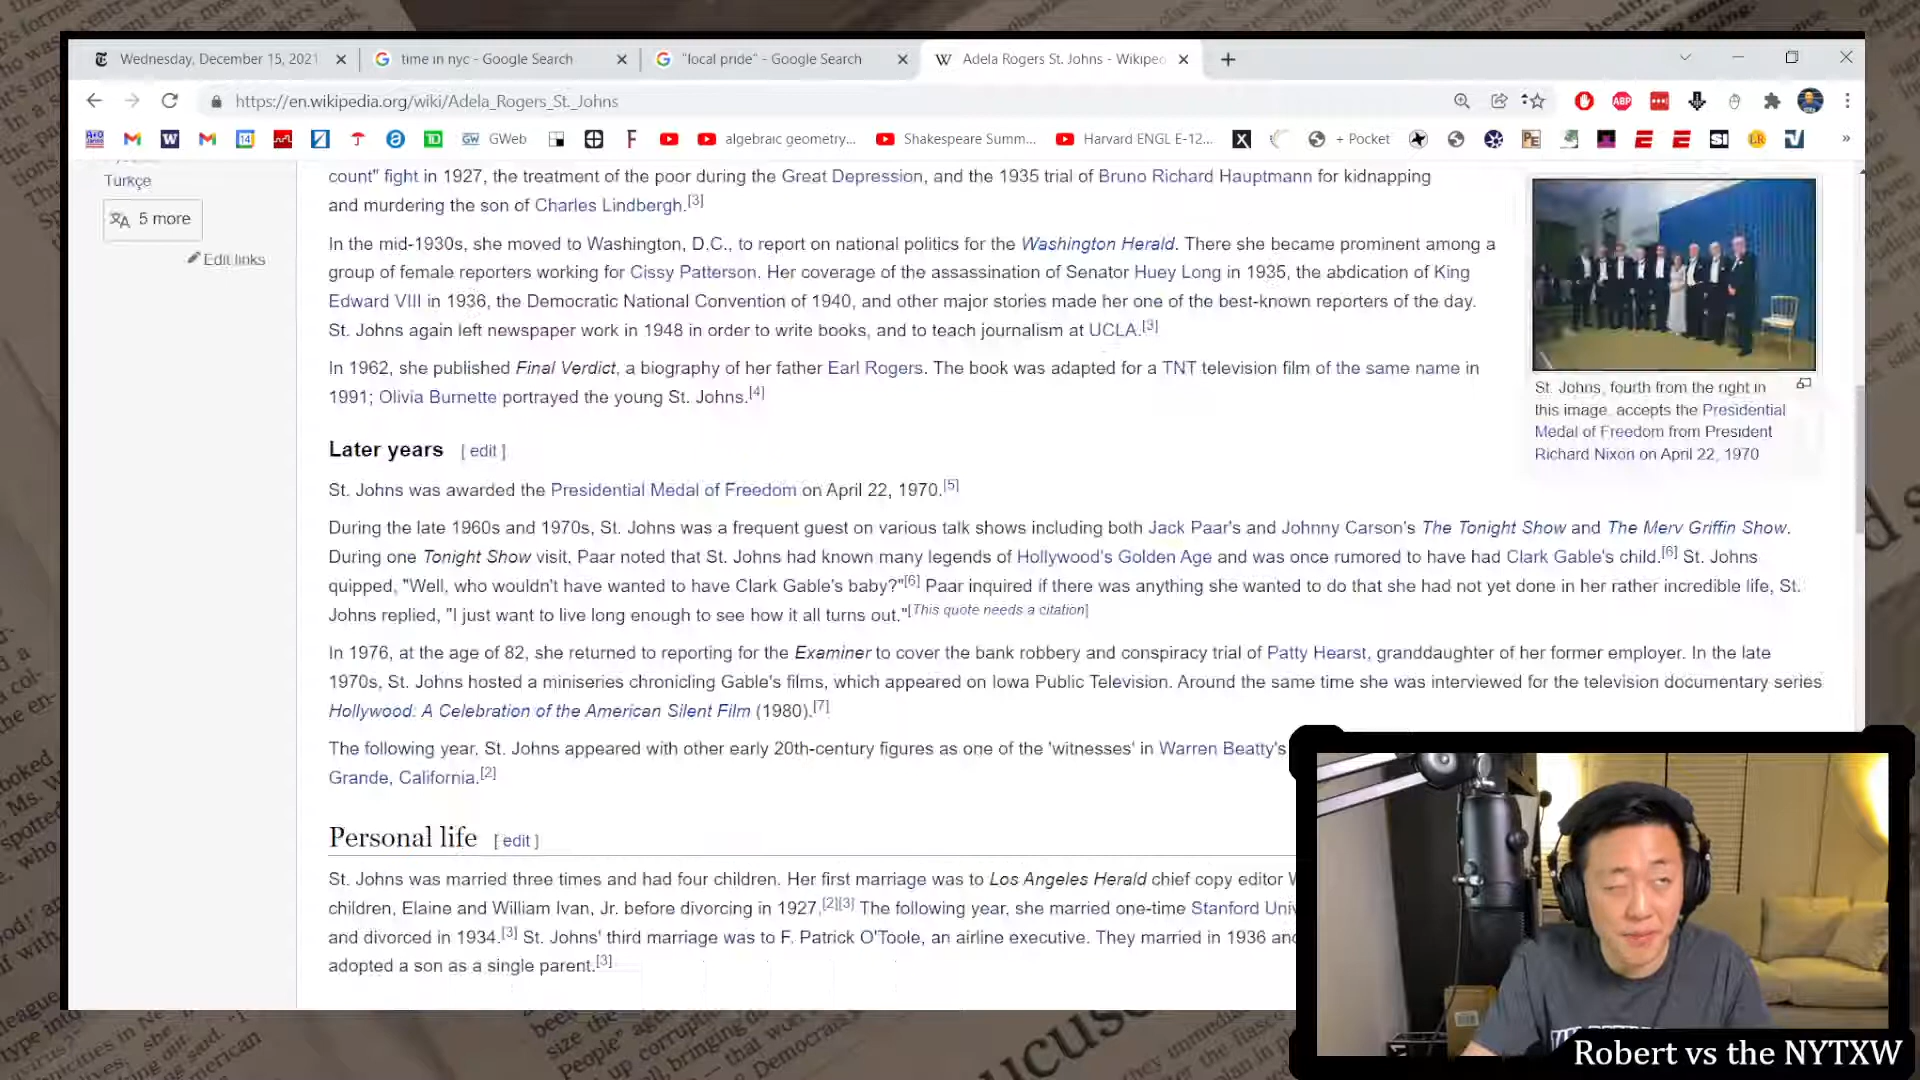 Wednesday, December 15, 2021
time in nyc - Google Search
"local pride" - Google Search
Adela Rogers St. Johns - Wikipe
https://en.wikipedia.org/wiki/Adela_Rogers_St._Johns
GWeb
algebraic geometry...
Shakespeare Summ...
Harvard ENGL E-12...
+ Pocket
Türkçe
5 more
Edit links
count" fight in 1927, the treatment of the poor during the Great Depression, and the 1935 trial of Bruno Richard Hauptmann for kidnapping
and murdering the son of Charles Lindbergh.[3]
In the mid-1930s, she moved to Washington, D.C., to report on national politics for the Washington Herald. There she became prominent among a
group of female reporters working for Cissy Patterson. Her coverage of the assassination of Senator Huey Long in 1935, the abdication of King
Edward VIII in 1936, the Democratic National Convention of 1940, and other major stories made her one of the best-known reporters of the day.
St. Johns again left newspaper work in 1948 in order to write books, and to teach journalism at UCLA.[3]
In 1962, she published Final Verdict, a biography of her father Earl Rogers. The book was adapted for a TNT television film of the same name in
1991; Olivia Burnette portrayed the young St. Johns.[4]
St. Johns, fourth from the right in
this image, accepts the Presidential
Medal of Freedom from President
Richard Nixon on April 22, 1970
Later years [ edit ]
St. Johns was awarded the Presidential Medal of Freedom on April 22, 1970.[5]
During the late 1960s and 1970s, St. Johns was a frequent guest on various talk shows including both Jack Paar's and Johnny Carson's The Tonight Show and The Merv Griffin Show.
During one Tonight Show visit, Paar noted that St. Johns had known many legends of Hollywood's Golden Age and was once rumored to have had Clark Gable's child.[6] St. Johns
quipped, "Well, who wouldn't have wanted to have Clark Gable's baby?"[6] Paar inquired if there was anything she wanted to do that she had not yet done in her rather incredible life, St.
Johns replied, "I just want to live long enough to see how it all turns out."[This quote needs a citation]
In 1976, at the age of 82, she returned to reporting for the Examiner to cover the bank robbery and conspiracy trial of Patty Hearst, granddaughter of her former employer. In the late
1970s, St. Johns hosted a miniseries chronicling Gable's films, which appeared on Iowa Public Television. Around the same time she was interviewed for the television documentary series
Hollywood: A Celebration of the American Silent Film (1980).[7]
The following year, St. Johns appeared with other early 20th-century figures as one of the 'witnesses' in Warren Beatty's
Grande, California.[2]
Personal life [ edit ]
St. Johns was married three times and had four children. Her first marriage was to Los Angeles Herald chief copy editor
children, Elaine and William Ivan, Jr. before divorcing in 1927.[2][3] The following year, she married one-time Stanford Univ
and divorced in 1934.[3] St. Johns' third marriage was to F. Patrick O'Toole, an airline executive. They married in 1936 and
adopted a son as a single parent.[3]
Robert vs the NYTXW